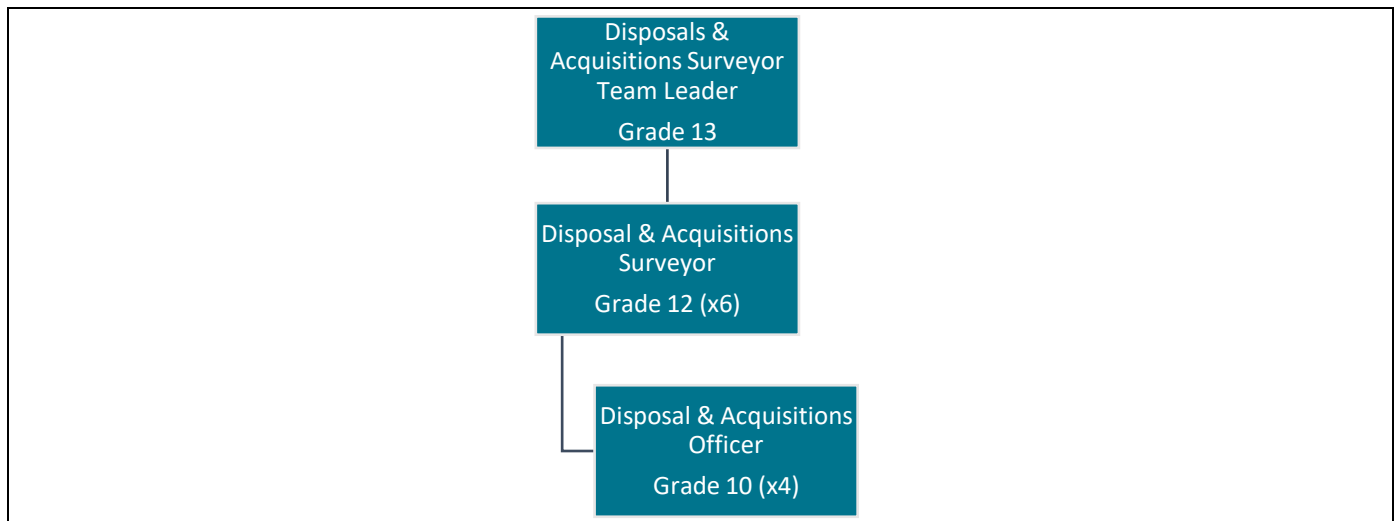 Disposals &
Acquisitions Surveyor
Team Leader
Grade 13
Disposal & Acquisitions
Surveyor
Grade 12 (x6)
Disposal & Acquisitions
Officer
Grade 10 (x4)